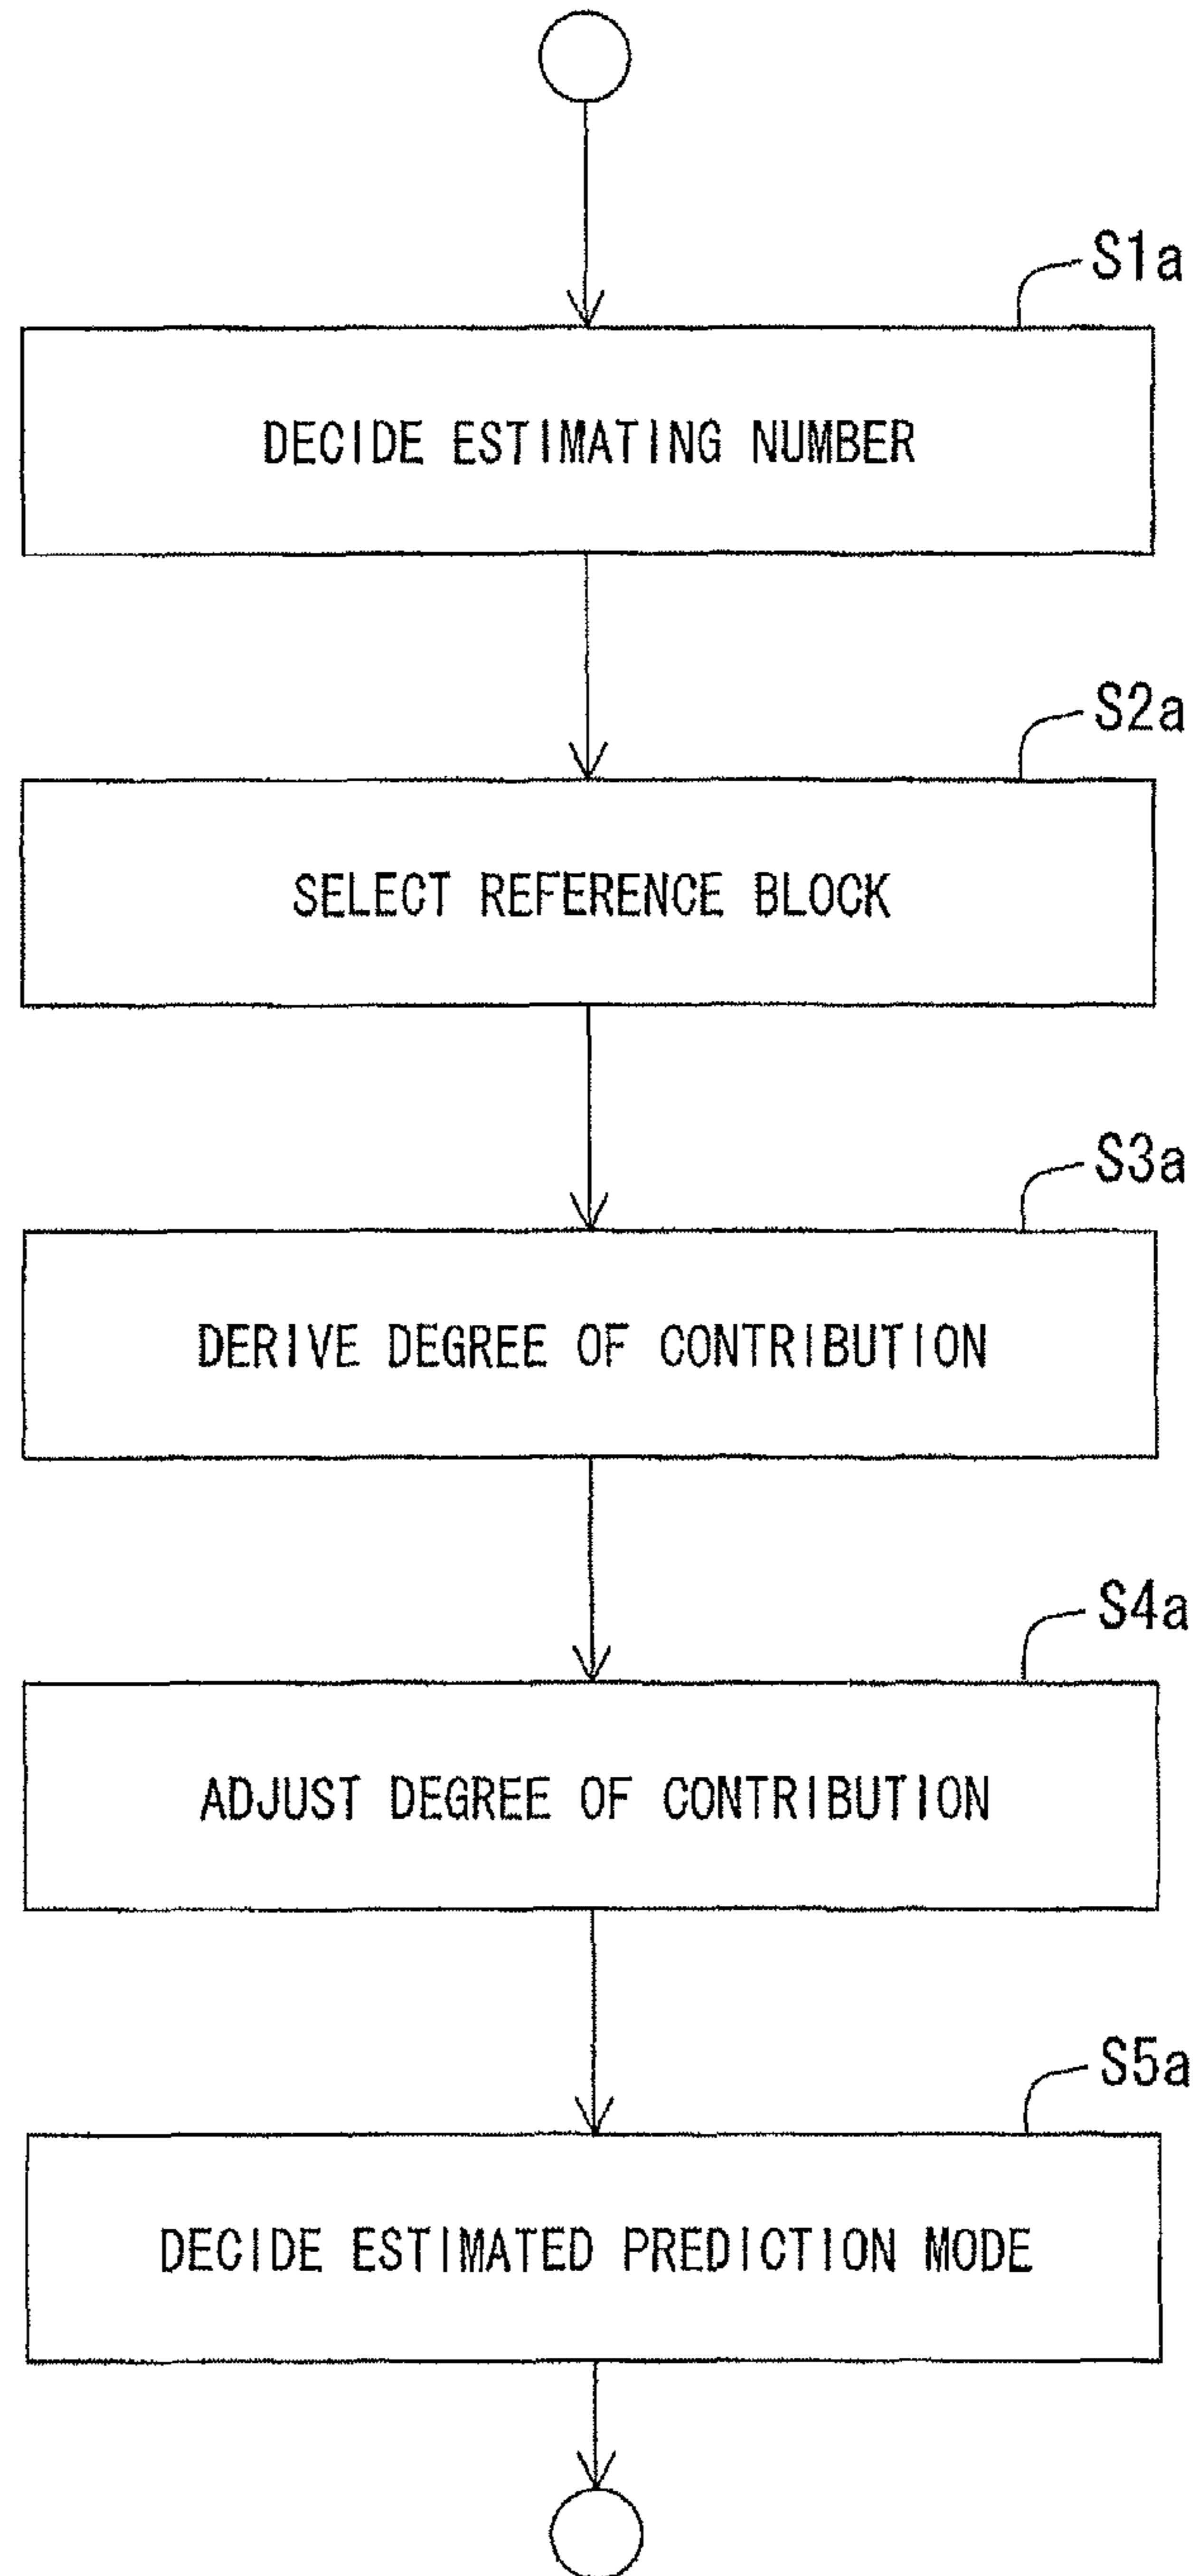 S1a
DECIDE ESTIMATING NUMBER
S2a
SELECT REFERENCE BLOCK
S3a
DERIVE DEGREE OF CONTRIBUTION
S4a
ADJUST DEGREE OF CONTRIBUTION
S5a
DECIDE ESTIMATED PREDICTION MODE